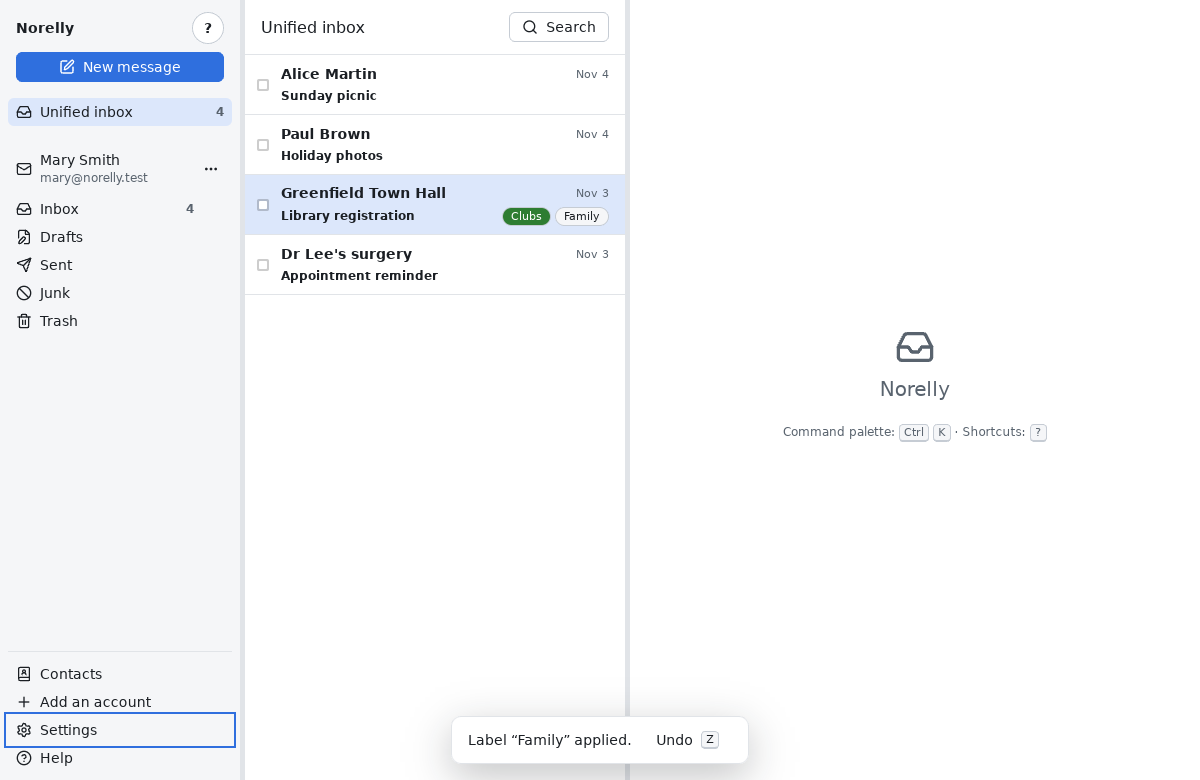 Norelly
?
New message
Unified inbox 4
Mary Smith
mary@norelly.test
Inbox 4
Drafts
Sent
Junk
Trash
Contacts
Add an account
Settings
Help
Unified inbox
Search
Alice Martin Nov 4
Sunday picnic
Paul Brown Nov 4
Holiday photos
Greenfield Town Hall Nov 3
Library registration Clubs Family
Dr Lee's surgery Nov 3
Appointment reminder
Norelly
Command palette: Ctrl K · Shortcuts: ?
Label “Family” applied. Undo Z